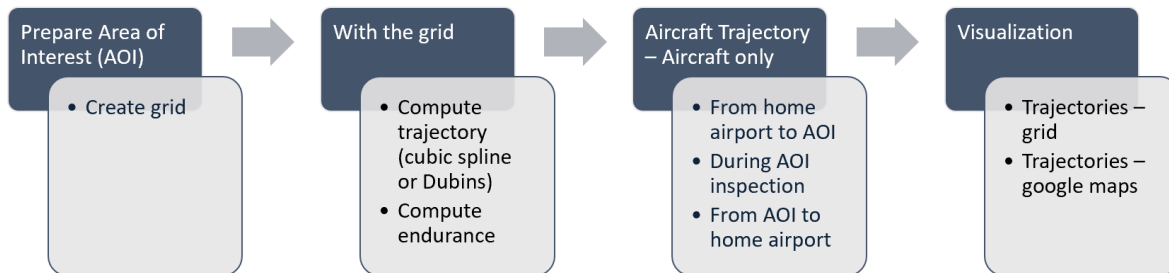 Prepare Area of
Interest (AOI)
• Create grid
With the grid
• Compute
trajectory
(cubic spline
or Dubins)
• Compute
endurance
Aircraft Trajectory
– Aircraft only
• From home
airport to AOI
• During AOI
inspection
• From AOI to
home airport
Visualization
• Trajectories –
grid
• Trajectories –
google maps